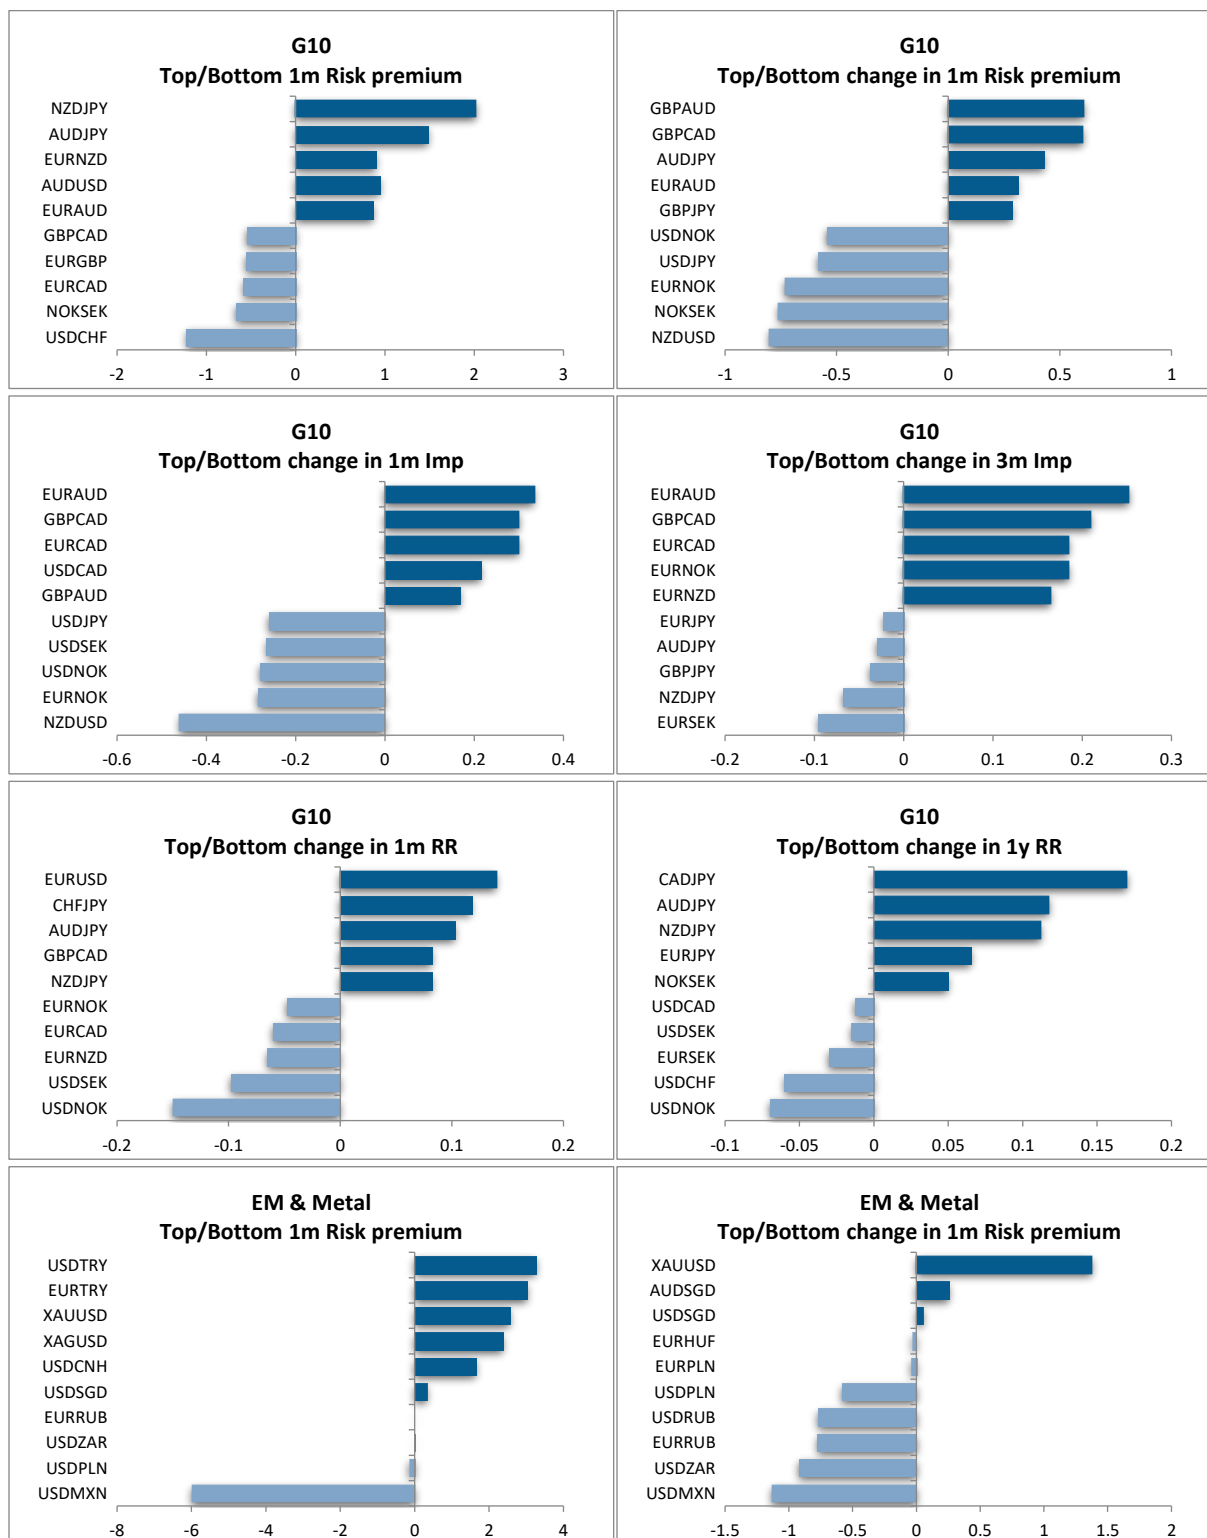 G10
Top/Bottom 1m Risk premium
NZDJPY
AUDJPY
EURNZD
AUDUSD
EURAUD
GBPCAD
EURGBP
EURCAD
NOKSEK
USDCHF
-2 -1 0 1 2 3
G10
Top/Bottom change in 1m Risk premium
GBPAUD
GBPCAD
AUDJPY
EURAUD
GBPJPY
USDNOK
USDJPY
EURNOK
NOKSEK
NZDUSD
-1 -0.5 0 0.5 1
G10
Top/Bottom change in 1m Imp
EURAUD
GBPCAD
EURCAD
USDCAD
GBPAUD
USDJPY
USDSEK
USDNOK
EURNOK
NZDUSD
-0.6 -0.4 -0.2 0 0.2 0.4
G10
Top/Bottom change in 3m Imp
EURAUD
GBPCAD
EURCAD
EURNOK
EURNZD
EURJPY
AUDJPY
GBPJPY
NZDJPY
EURSEK
-0.2 -0.1 0 0.1 0.2 0.3
G10
Top/Bottom change in 1m RR
EURUSD
CHFJPY
AUDJPY
GBPCAD
NZDJPY
EURNOK
EURCAD
EURNZD
USDSEK
USDNOK
-0.2 -0.1 0 0.1 0.2
G10
Top/Bottom change in 1y RR
CADJPY
AUDJPY
NZDJPY
EURJPY
NOKSEK
USDCAD
USDSEK
EURSEK
USDCHF
USDNOK
-0.1 -0.05 0 0.05 0.1 0.15 0.2
EM & Metal
Top/Bottom 1m Risk premium
USDTRY
EURTRY
XAUUSD
XAGUSD
USDCNH
USDSGD
EURRUB
USDZAR
USDPLN
USDMXN
-8 -6 -4 -2 0 2 4
EM & Metal
Top/Bottom change in 1m Risk premium
XAUUSD
AUDSGD
USDSGD
EURHUF
EURPLN
USDPLN
USDRUB
EURRUB
USDZAR
USDMXN
-1.5 -1 -0.5 0 0.5 1 1.5 2